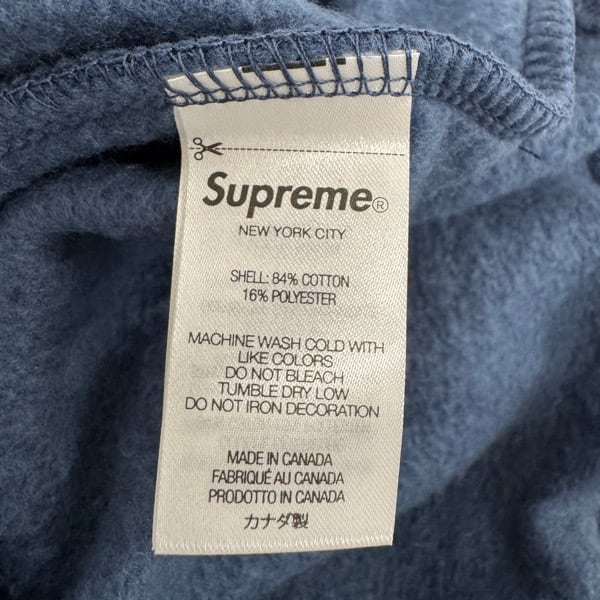 Supreme®
NEW YORK CITY
SHELL: 84% COTTON
16% POLYESTER
MACHINE WASH COLD WITH
LIKE COLORS
DO NOT BLEACH
TUMBLE DRY LOW
DO NOT IRON DECORATION
MADE IN CANADA
FABRIQUÉ AU CANADA
PRODOTTO IN CANADA
カナダ製